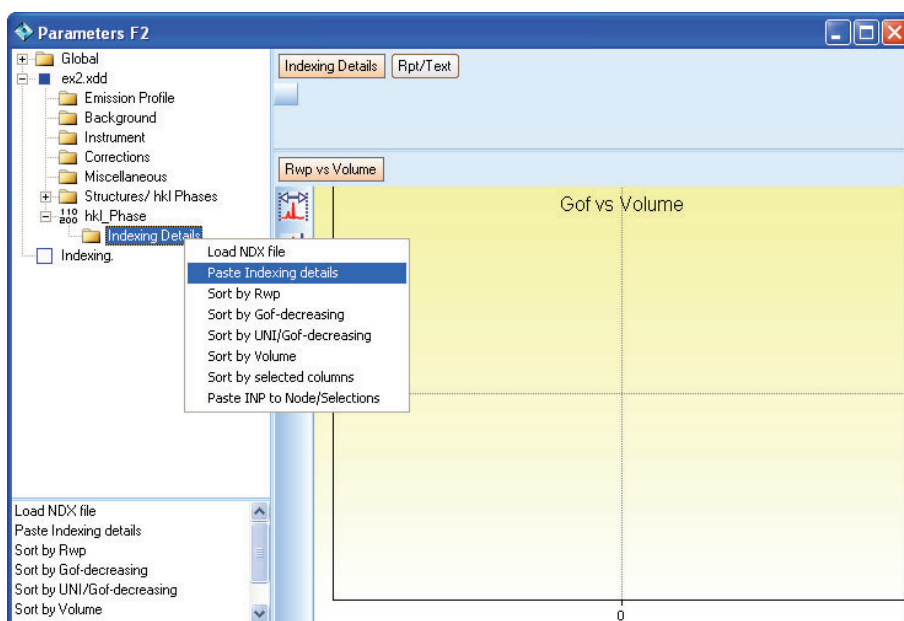 Parameters F2
Global
ex2.xdd
Emission Profile
Background
Instrument
Corrections
Miscellaneous
Structures/ hkl Phases
110
200 hkl_Phase
Indexing Details
Indexing.
Load NDX file
Paste Indexing details
Sort by Rwp
Sort by Gof-decreasing
Sort by UNI/Gof-decreasing
Sort by Volume
Sort by selected columns
Paste INP to Node/Selections
Load NDX file
Paste Indexing details
Sort by Rwp
Sort by Gof-decreasing
Sort by UNI/Gof-decreasing
Sort by Volume
Indexing Details Rpt/Text
Rwp vs Volume
Gof vs Volume
0